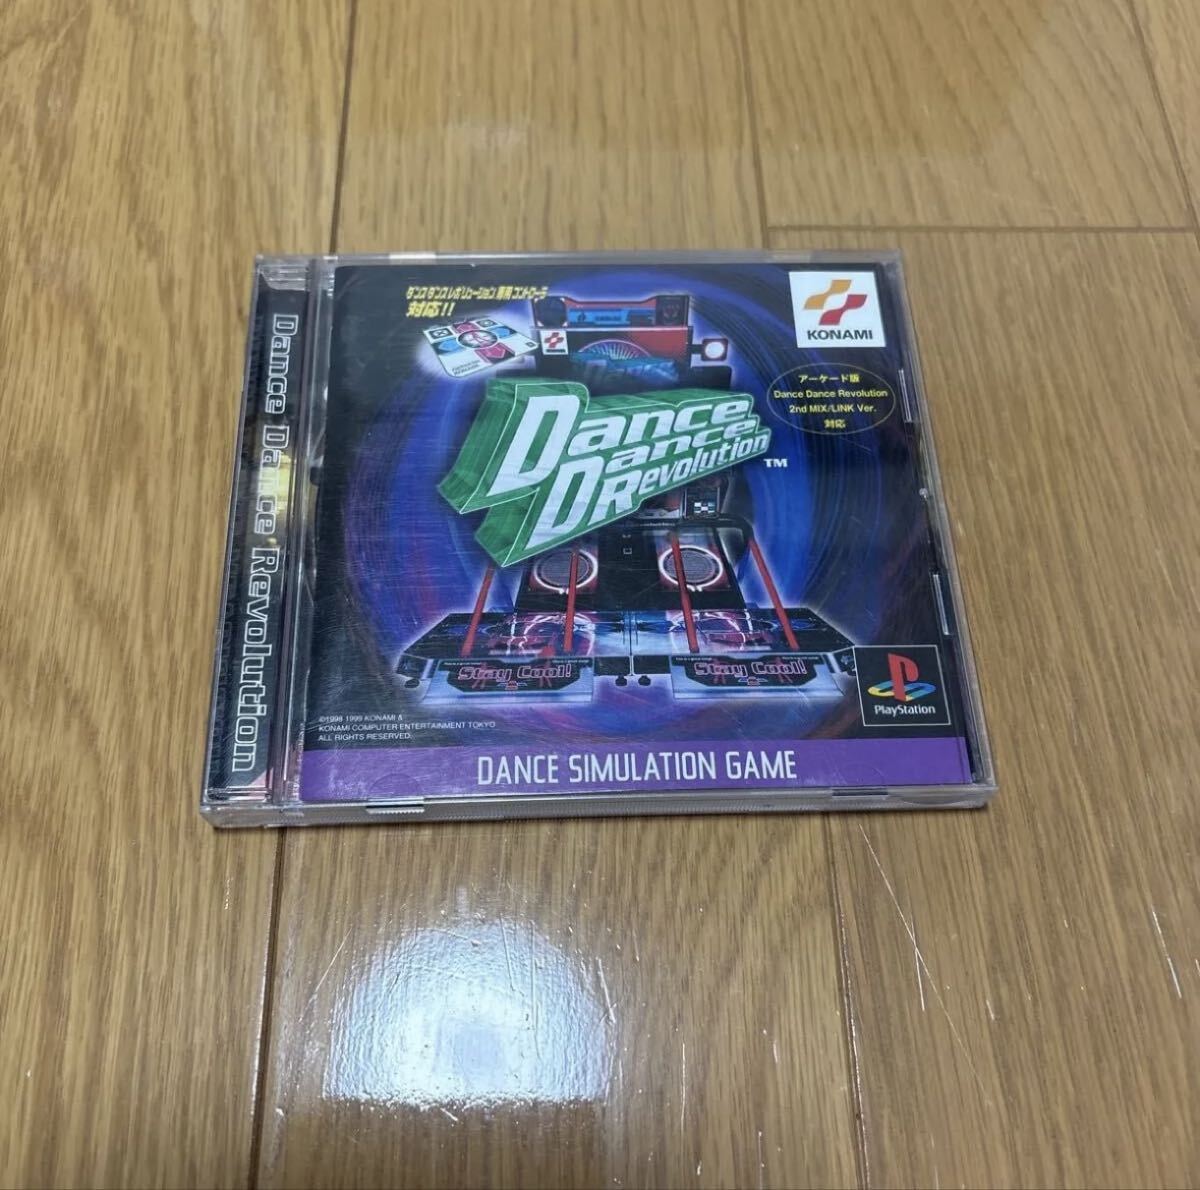 Dance Dance Revolution
ダンスダンスレボリューション専用コントローラ
対応!!
KONAMI
アーケード版
Dance Dance Revolution
2nd MIX/LINK Ver.
対応
Dance
Dance
Revolution
TM
Stay Cool!
Stay Cool!
PlayStation
©1998 1999 KONAMI &
KONAMI COMPUTER ENTERTAINMENT TOKYO
ALL RIGHTS RESERVED.
DANCE SIMULATION GAME